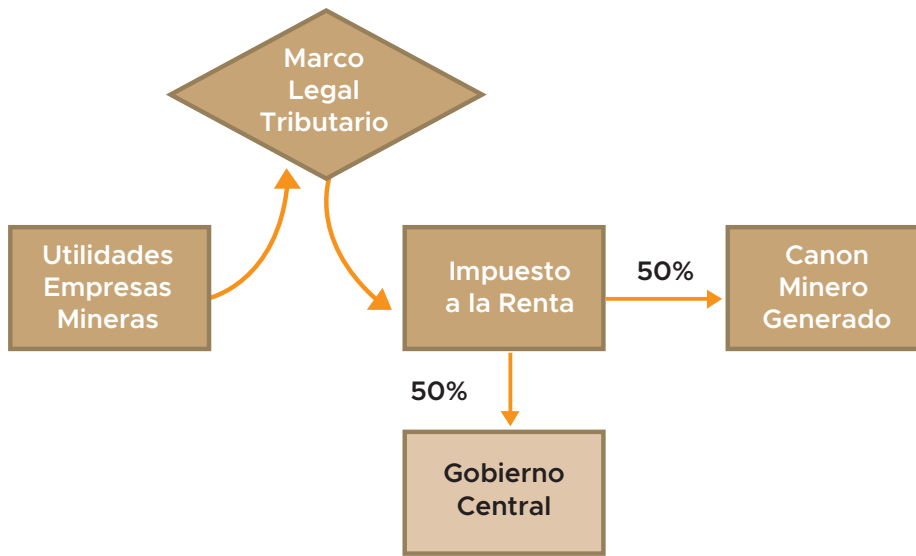 Marco
Legal
Tributario
Utilidades
Empresas
Mineras
Impuesto
a la Renta
50%
Canon
Minero
Generado
50%
Gobierno
Central